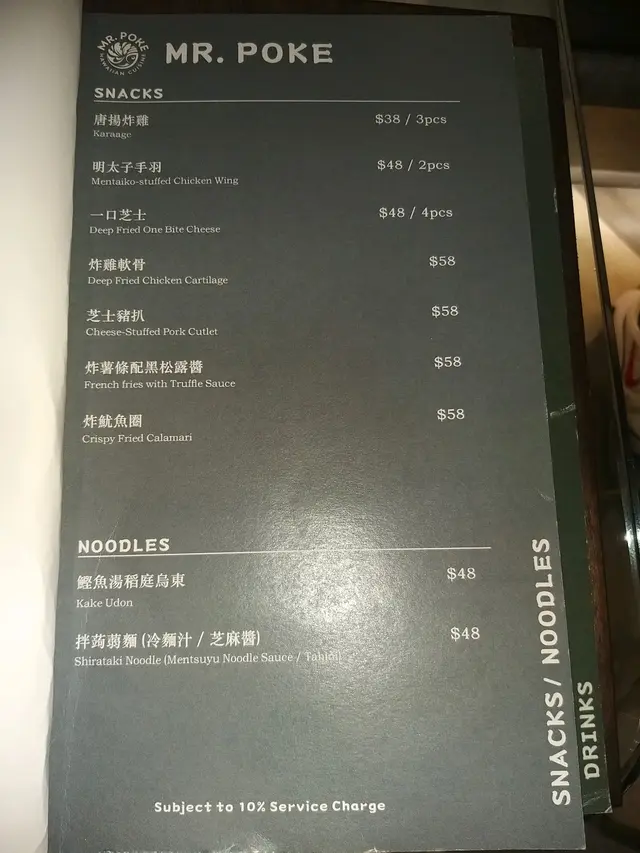 MR. POKE
HAWAIIAN CUISINE
MR. POKE
SNACKS
唐揚炸雞 $38 / 3pcs
Karaage
明太子手羽 $48 / 2pcs
Mentaiko-stuffed Chicken Wing
一口芝士 $48 / 4pcs
Deep Fried One Bite Cheese
炸雞軟骨 $58
Deep Fried Chicken Cartilage
芝士豬扒 $58
Cheese-Stuffed Pork Cutlet
炸薯條配黑松露醬 $58
French fries with Truffle Sauce
炸魷魚圈 $58
Crispy Fried Calamari
NOODLES
鰹魚湯稻庭烏東 $48
Kake Udon
拌蒟蒻麵 (冷麵汁 / 芝麻醬) $48
Shirataki Noodle (Mentsuyu Noodle Sauce / Tahini)
Subject to 10% Service Charge
SNACKS / NOODLES
DRINKS